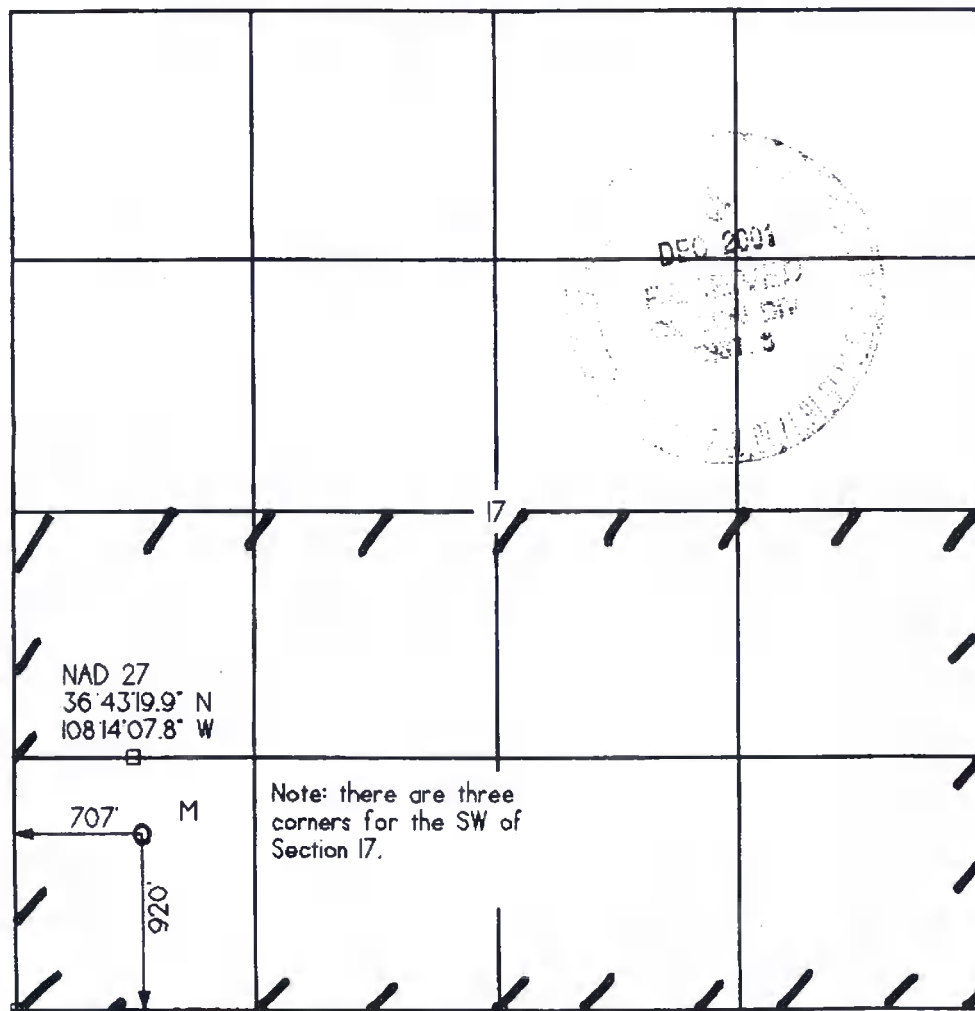 DEC 2001
17
NAD 27
36°43'19.9" N
108°14'07.8" W
Note: there are three
corners for the SW of
Section 17.
707'
M
920'